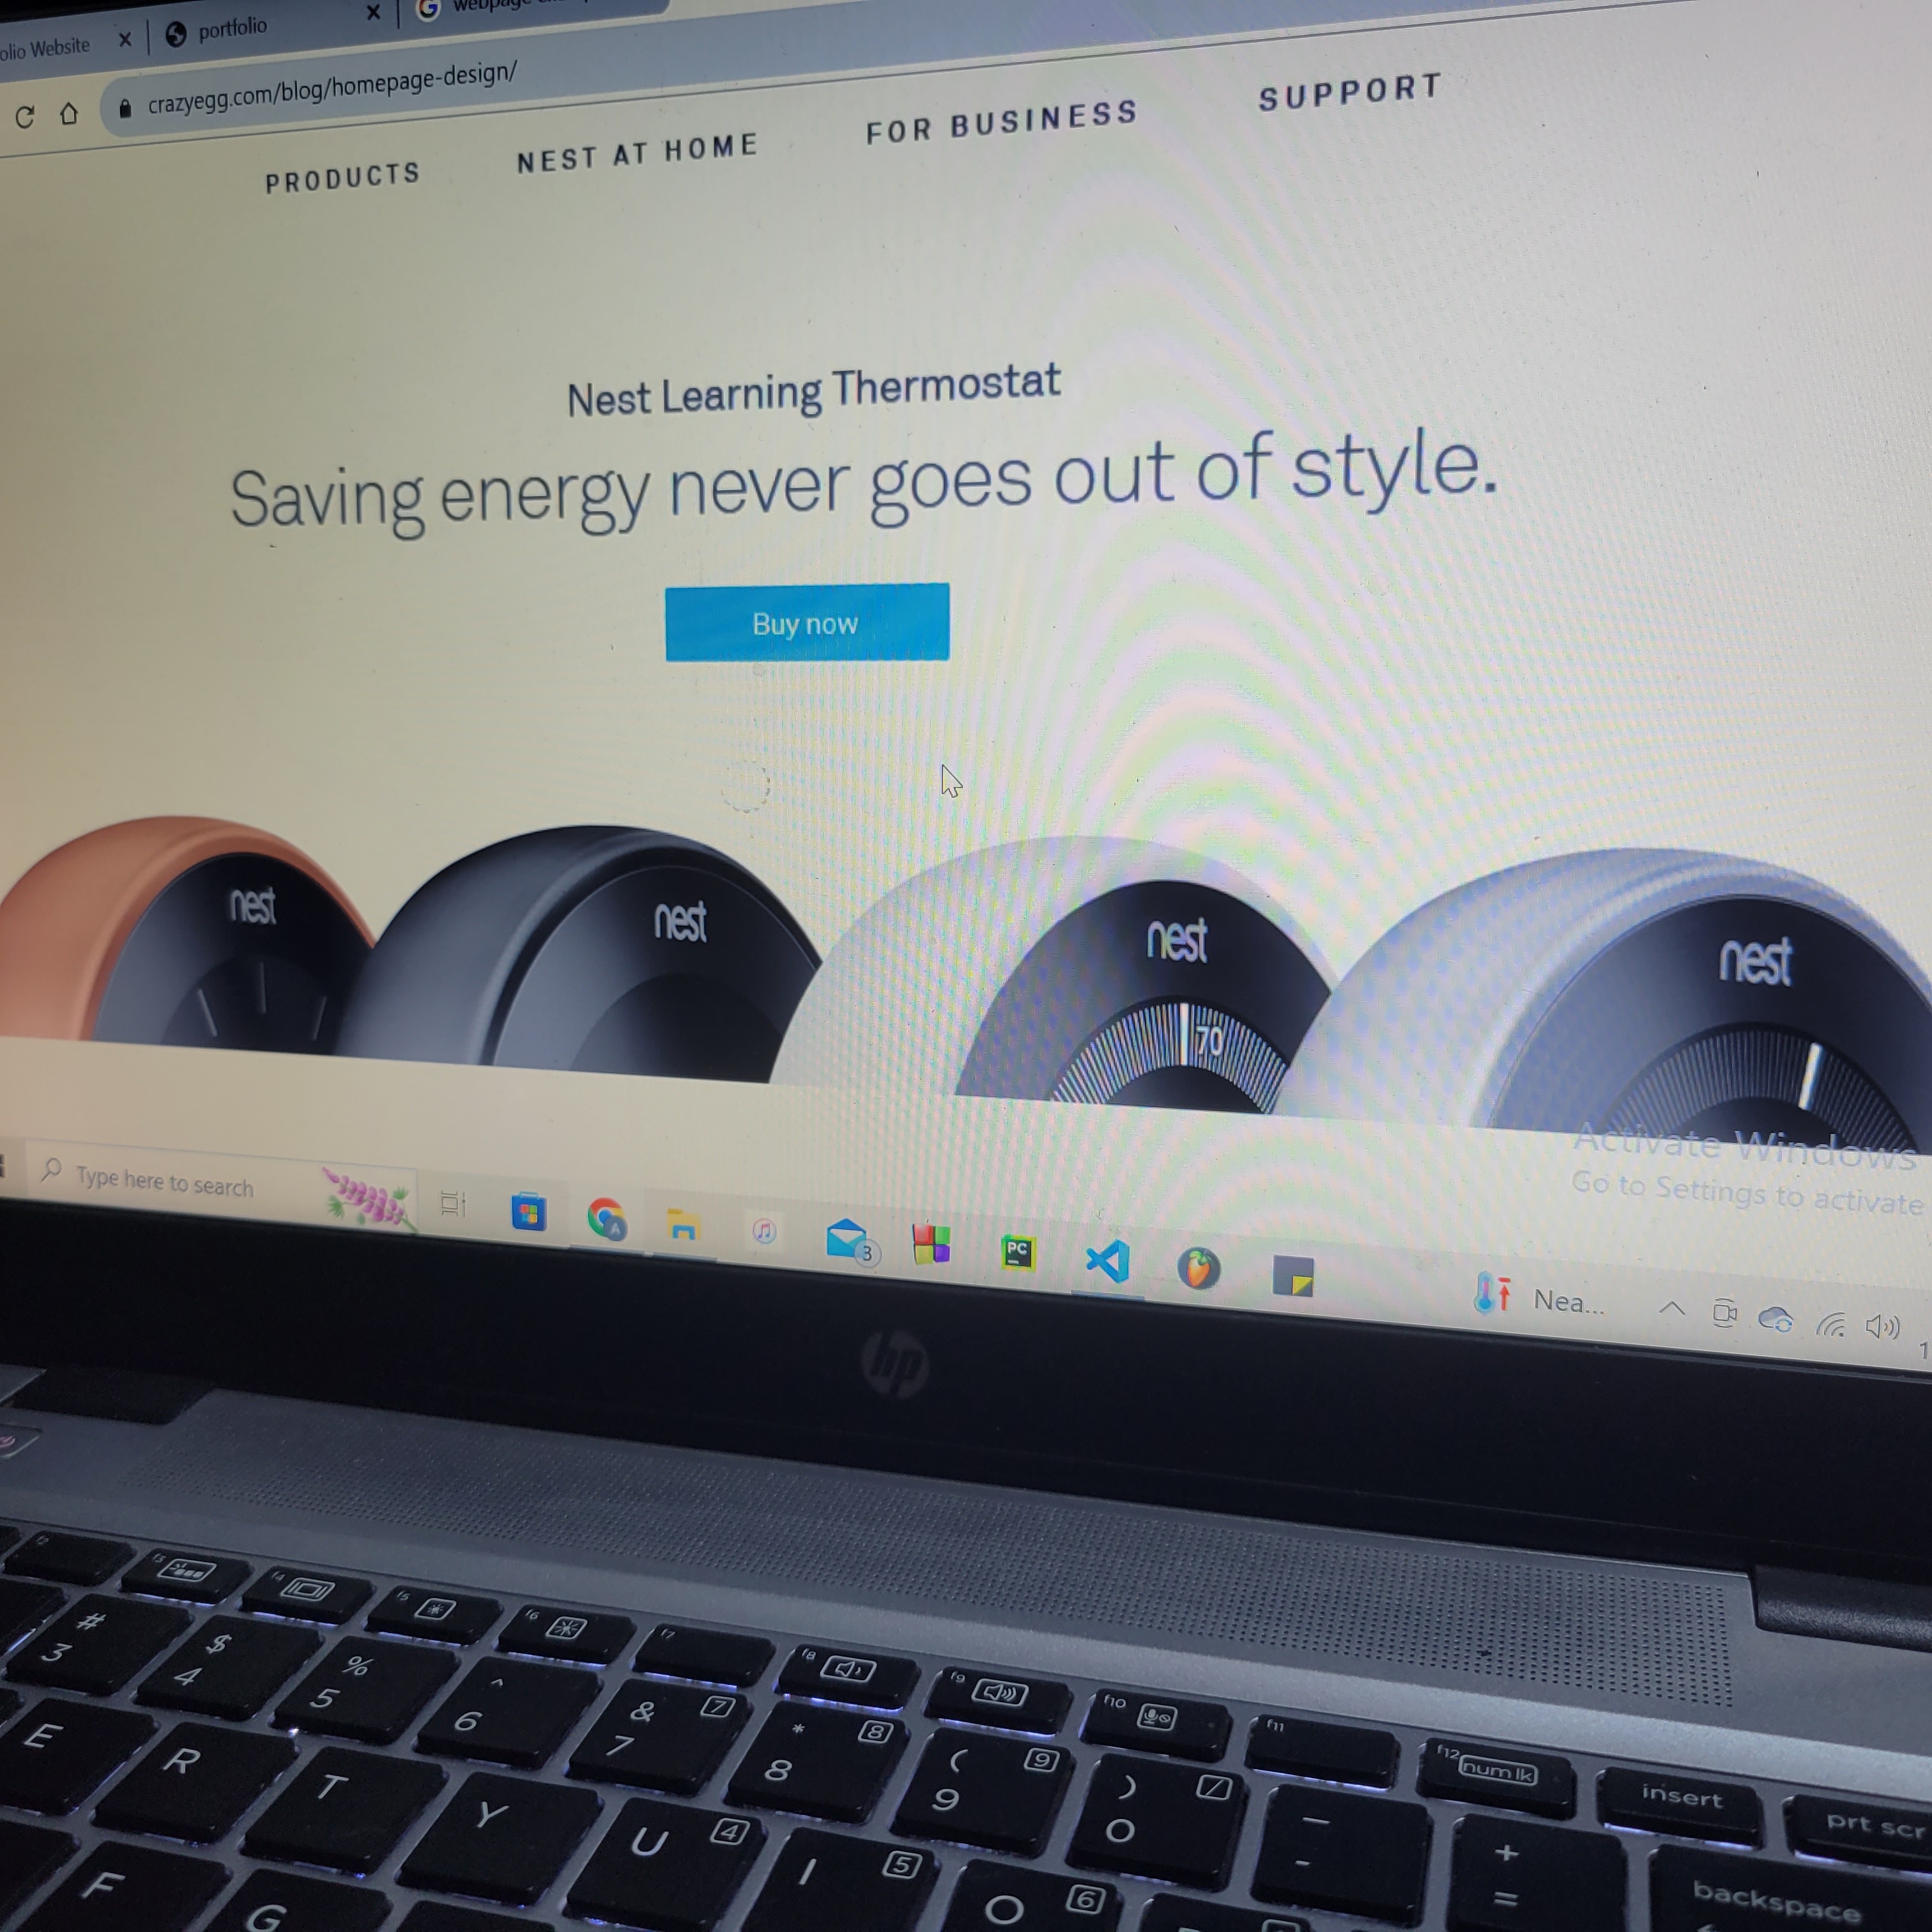 olio Website
portfolio
crazyegg.com/blog/homepage-design/
PRODUCTS NEST AT HOME FOR BUSINESS SUPPORT
Nest Learning Thermostat
Saving energy never goes out of style.
Buy now
nest nest nest nest
70
Activate Windows
Go to Settings to activate
Type here to search
3
PC
Nea...
hp
f3 f4 f5 f6 f7 f8 f9 f10 f11 f12 num lk insert prt scr
# 3 $ 4 % 5 ^ 6 & 7 7 * 8 8 ( 9 9 ) 0 / _ - + = backspace
E R T Y U 4 I 5 O 6
F G